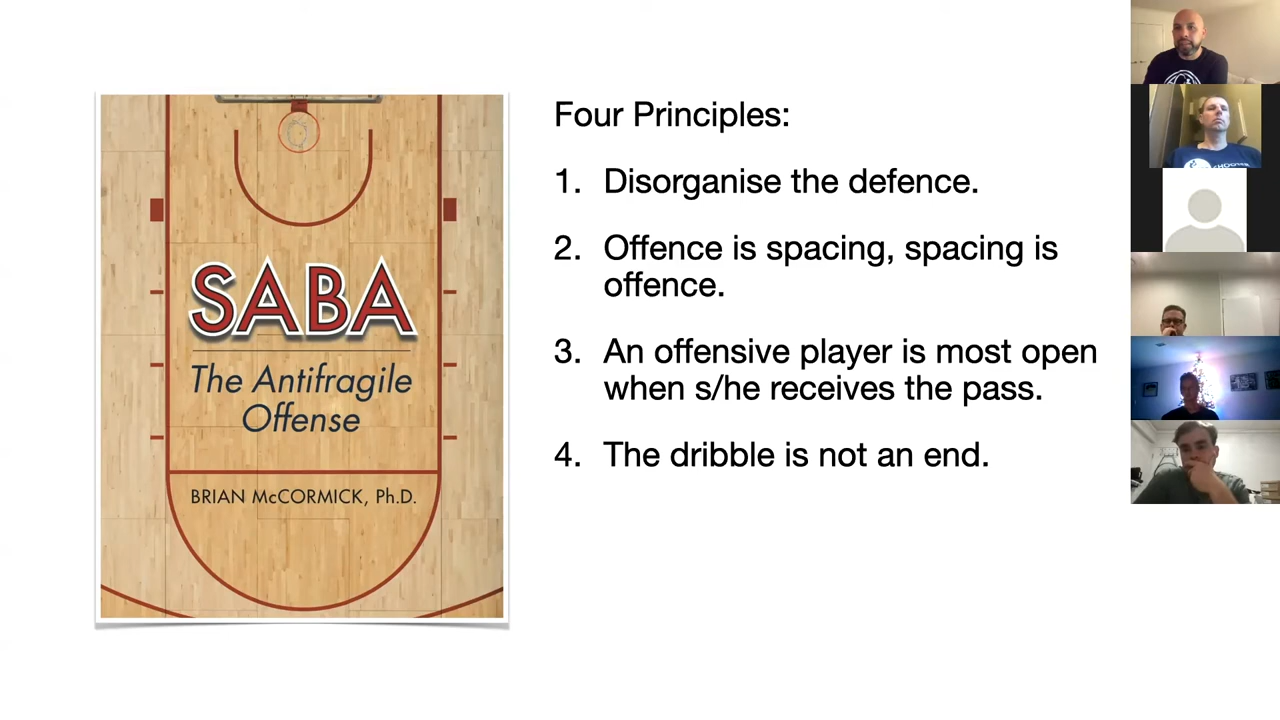 SABA
The Antifragile
Offense
BRIAN McCORMICK, Ph.D.
Four Principles:
1. Disorganise the defence.
2. Offence is spacing, spacing is
offence.
3. An offensive player is most open
when s/he receives the pass.
4. The dribble is not an end.